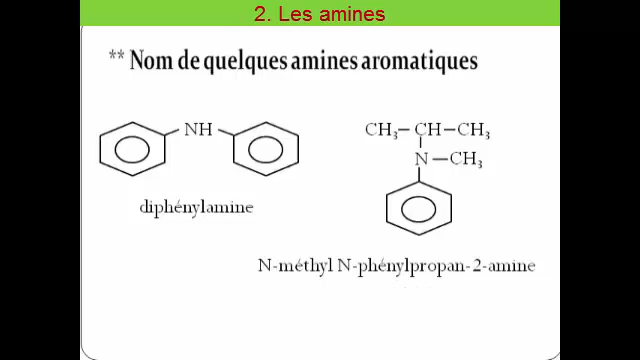 2. Les amines
** Nom de quelques amines aromatiques
NH
CH₃−CH−CH₃
N−CH₃
diphénylamine
N-méthyl N-phénylpropan-2-amine